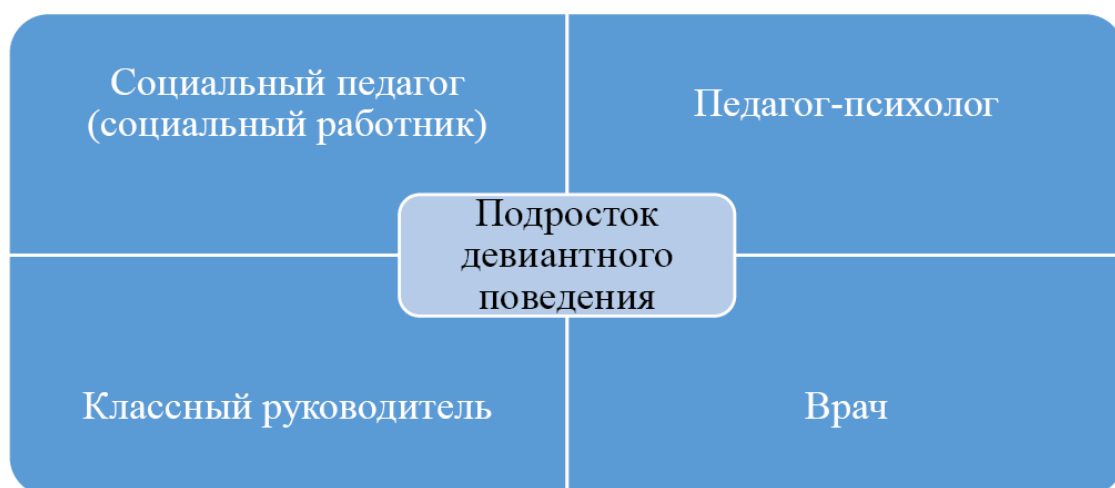 Социальный педагог
(социальный работник)
Педагог-психолог
Подросток
девиантного
поведения
Классный руководитель
Врач